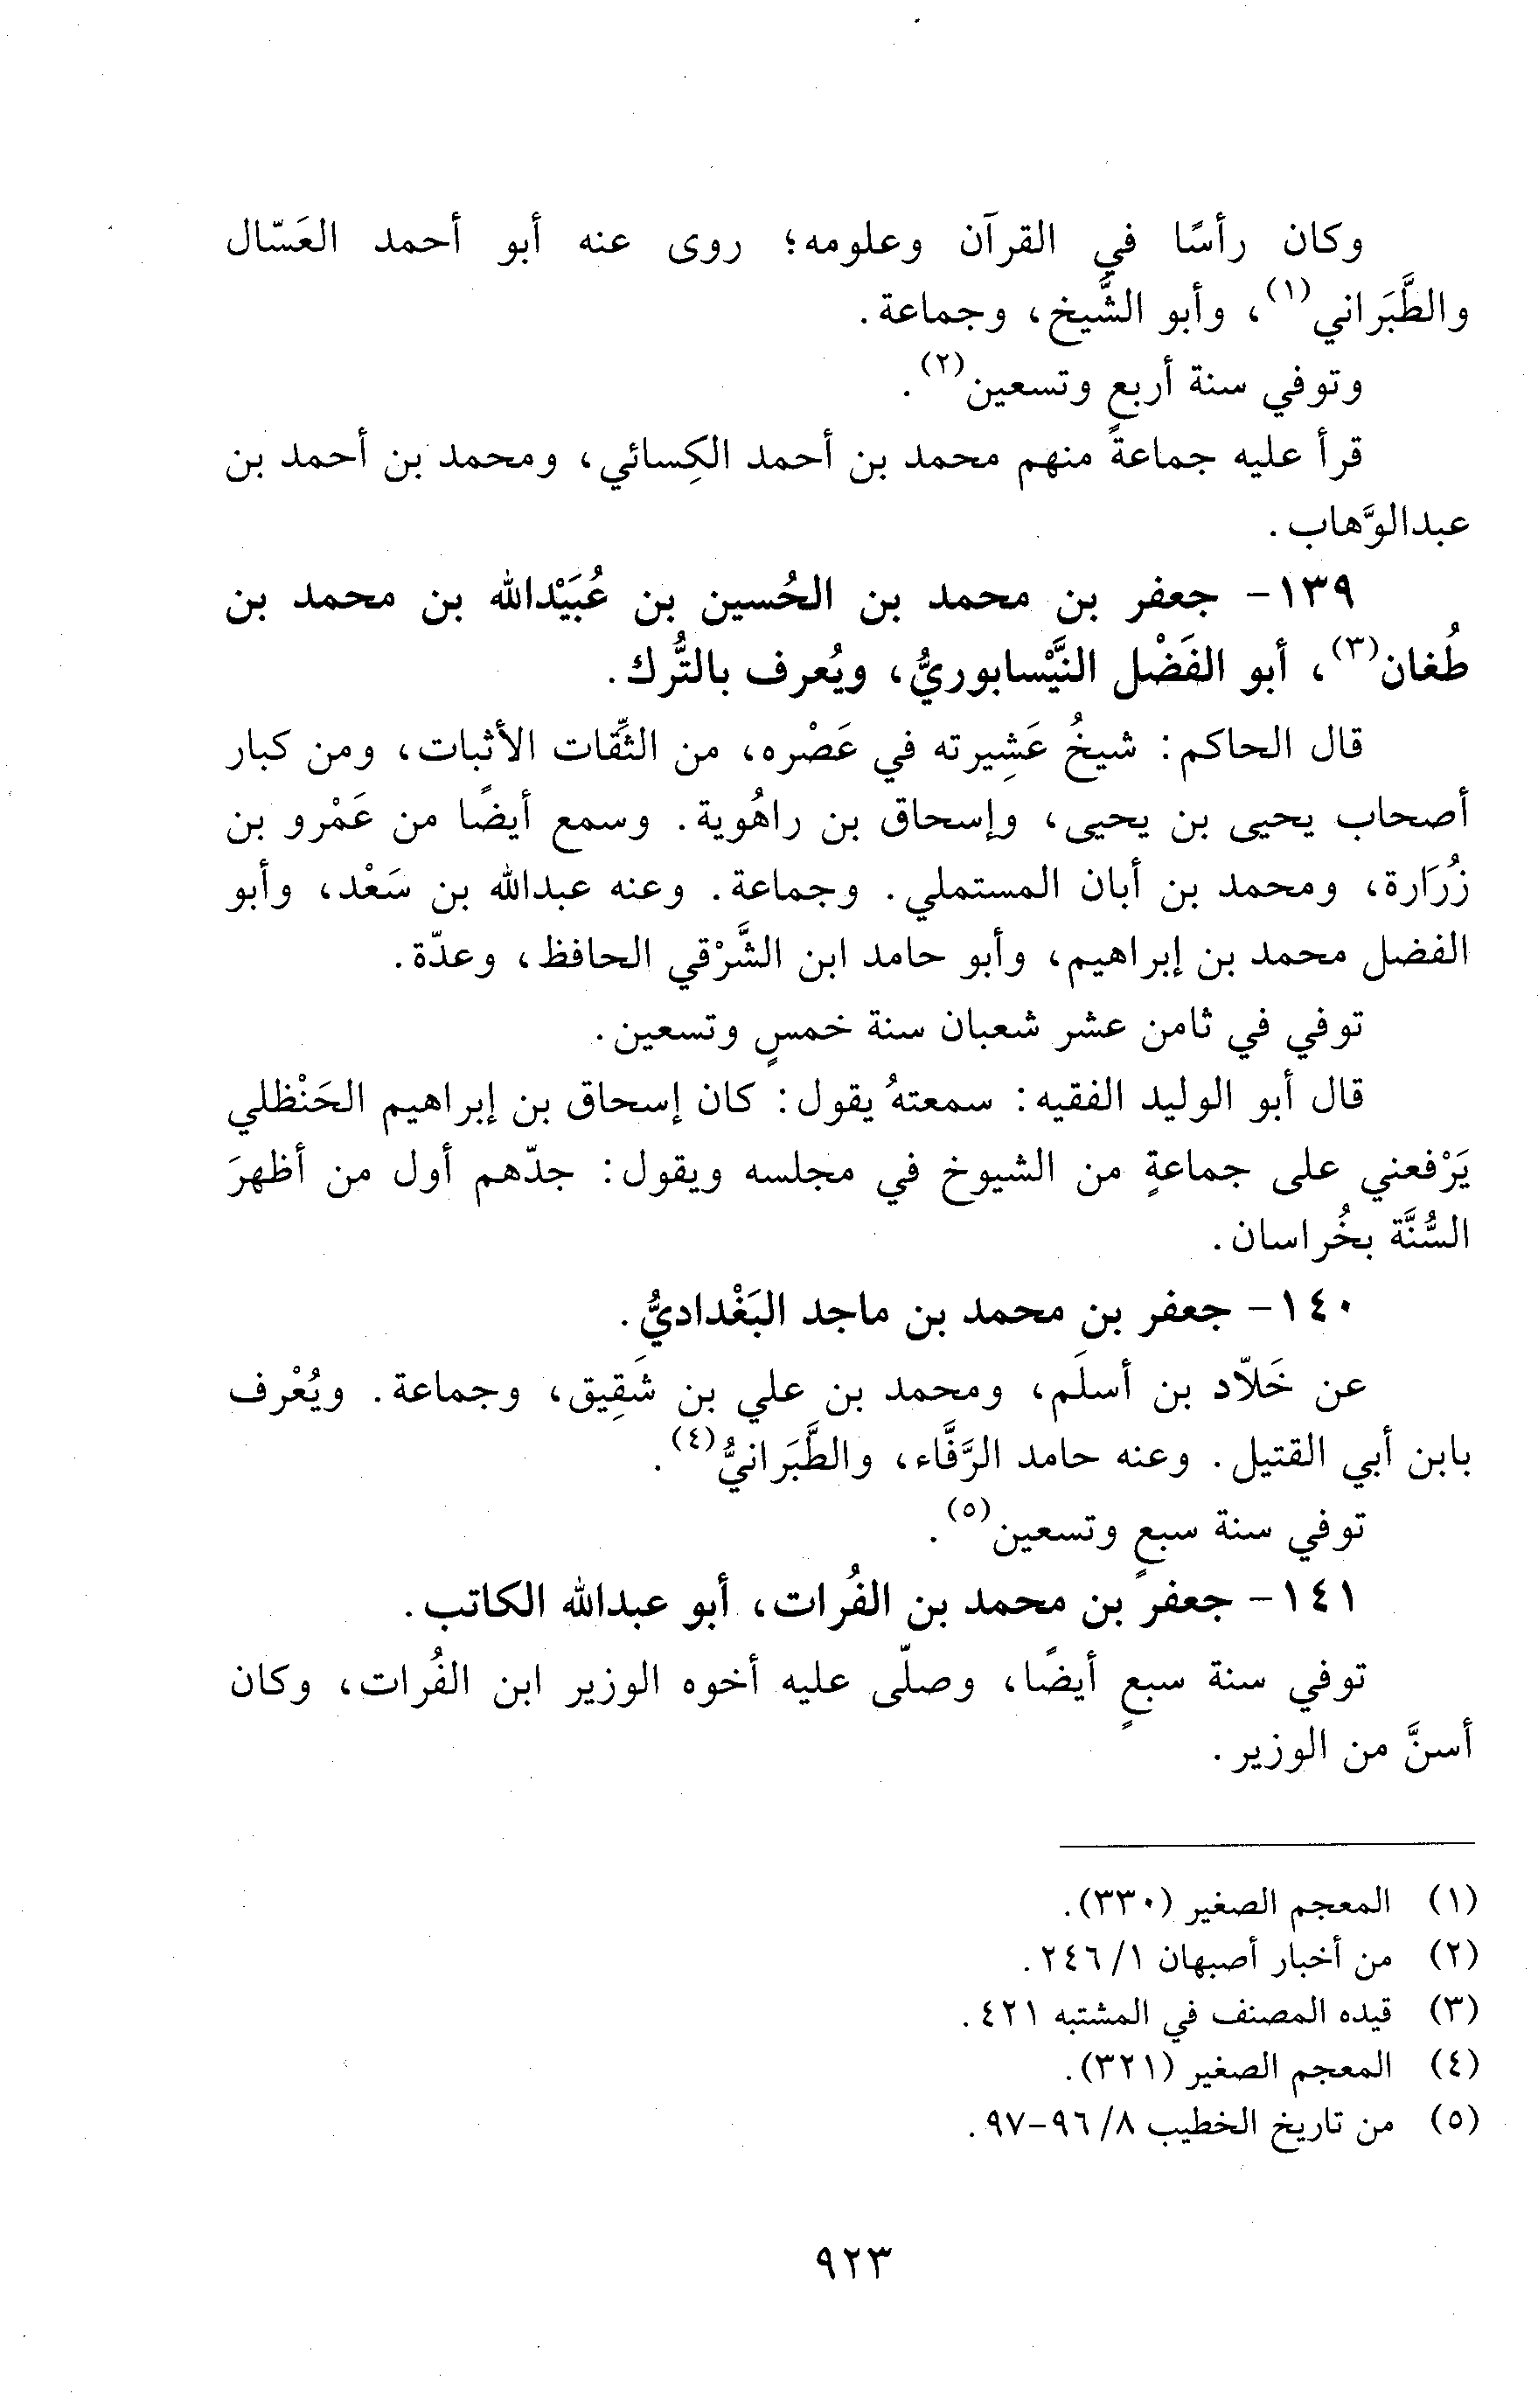 وكان رأسًا في القرآن وعلومه؛ روى عنه أبو أحمد العَسّال
والطَّبَراني(١)، وأبو الشَّيخ، وجماعة.
وتوفي سنة أربعٍ وتسعين(٢).
قرأ عليه جماعةً منهم محمد بن أحمد الكِسائي، ومحمد بن أحمد بن
عبدالوَّهاب.
١٣٩- جعفر بن محمد بن الحُسين بن عُبَيْدالله بن محمد بن
طُغان(٣)، أبو الفَضْل النَّيْسابوريُّ، ويُعرف بالتُّرك.
قال الحاكم: شيخُ عَشِيرته في عَصْره، من الثِّقات الأثبات، ومن كبار
أصحاب يحيى بن يحيى، وإسحاق بن راهُوية. وسمع أيضًا من عَمْرو بن
زُرَارة، ومحمد بن أبان المستملي. وجماعة. وعنه عبدالله بن سَعْد، وأبو
الفضل محمد بن إبراهيم، وأبو حامد ابن الشَّرْقي الحافظ، وعدّة.
توفي في ثامن عشر شعبان سنة خمسٍ وتسعين.
قال أبو الوليد الفقيه: سمعتهُ يقول: كان إسحاق بن إبراهيم الحَنْظلي
يَرْفعني على جماعةٍ من الشيوخ في مجلسه ويقول: جدّهم أول من أظهرَ
السُّنَّة بخُراسان.
١٤٠- جعفر بن محمد بن ماجد البَغْداديُّ.
عن خَلاّد بن أسلَم، ومحمد بن علي بن شَقِيق، وجماعة. ويُعْرف
بابن أبي القتيل. وعنه حامد الرَّفَّاء، والطَّبَرانيُّ(٤).
توفي سنة سبعٍ وتسعين(٥).
١٤١- جعفر بن محمد بن الفُرات، أبو عبدالله الكاتب.
توفي سنة سبعٍ أيضًا، وصلّى عليه أخوه الوزير ابن الفُرات، وكان
أسنَّ من الوزير.
(١) المعجم الصغير (٣٣٠).
(٢) من أخبار أصبهان ١/ ٢٤٦.
(٣) قيده المصنف في المشتبه ٤٢١.
(٤) المعجم الصغير (٣٢١).
(٥) من تاريخ الخطيب ٨/ ٩٦-٩٧.
٩٢٣